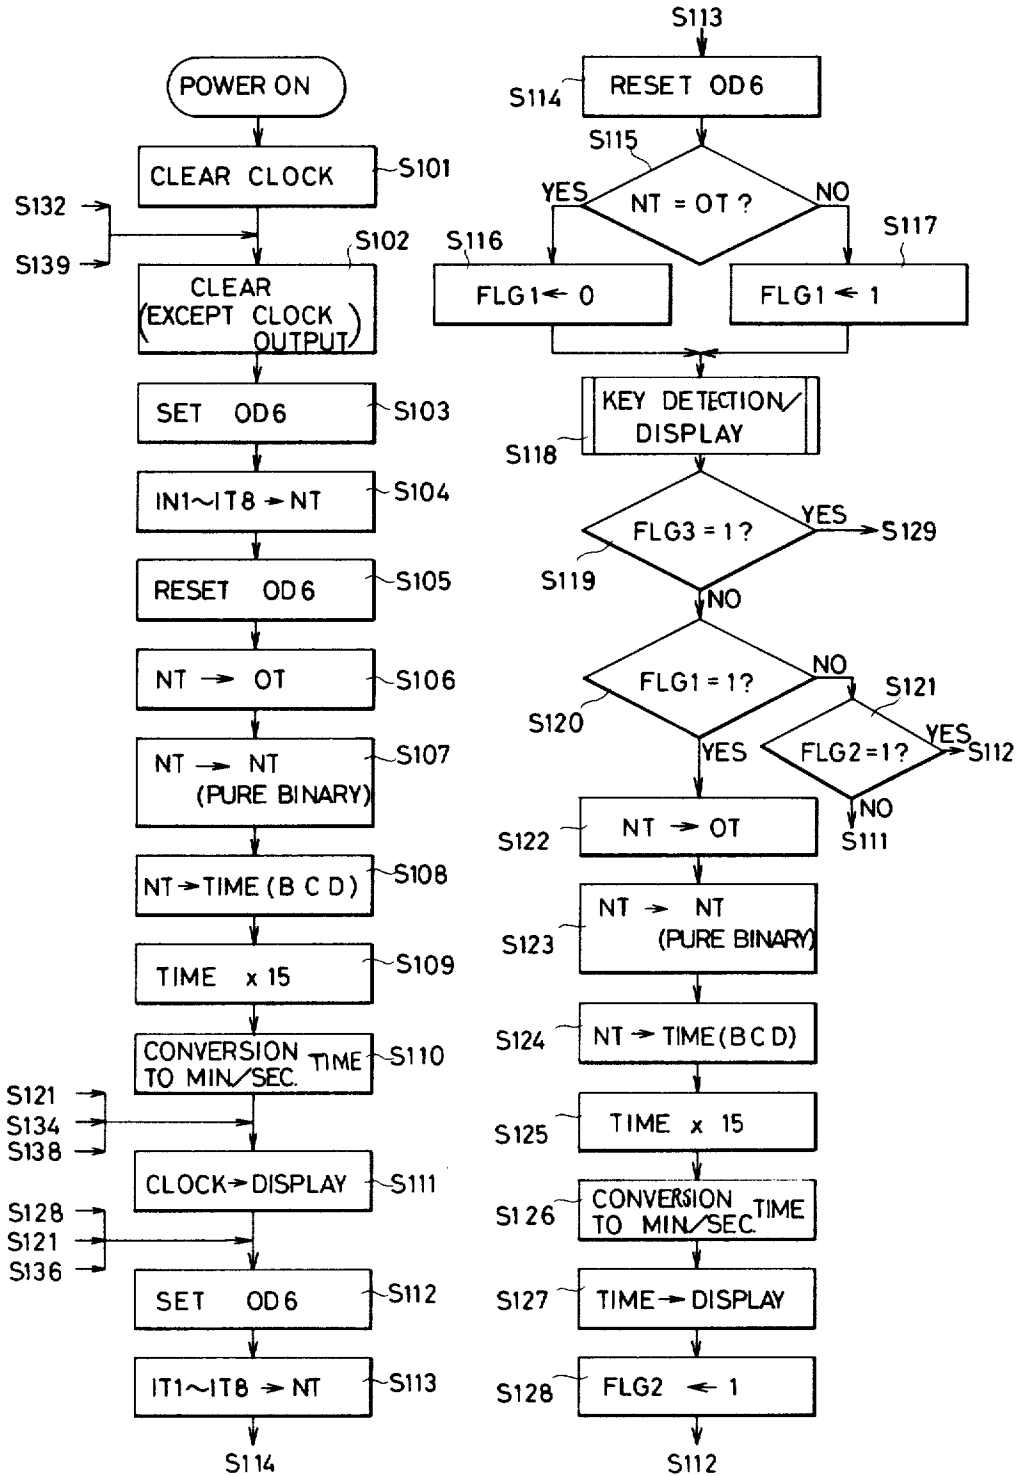 POWER ON
CLEAR CLOCK
S101
S132
S139
S102
CLEAR
(EXCEPT CLOCK
OUTPUT)
SET OD6
S103
IN1~IT8 → NT
S104
RESET OD6
S105
NT → OT
S106
NT → NT
(PURE BINARY)
S107
NT→TIME(BCD)
S108
TIME x 15
S109
CONVERSION TIME
TO MIN/SEC.
S110
S121
S134
S138
CLOCK→DISPLAY
S111
S128
S121
S136
SET OD6
S112
IT1~IT8 → NT
S113
S114
S113
RESET OD6
S114
S115
NT = OT ?
YES
NO
S116
FLG1 ← 0
S117
FLG1 ← 1
KEY DETECTION/
DISPLAY
S118
FLG3 = 1?
YES
S129
S119
NO
FLG1 = 1?
NO
S120
YES
S121
FLG2=1?
YES
S112
NO
S111
NT → OT
S122
NT → NT
(PURE BINARY)
S123
NT → TIME(BCD)
S124
TIME x 15
S125
CONVERSION TIME
TO MIN/SEC.
S126
TIME → DISPLAY
S127
FLG2 ← 1
S128
S112